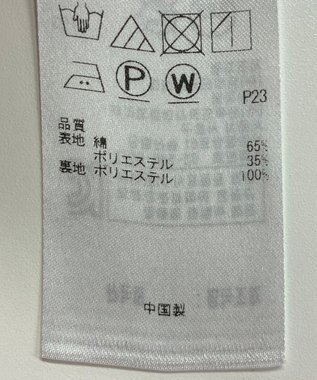 P W
P23
品質
表地 綿 65%
ポリエステル 35%
裏地 ポリエステル 100%
中国製